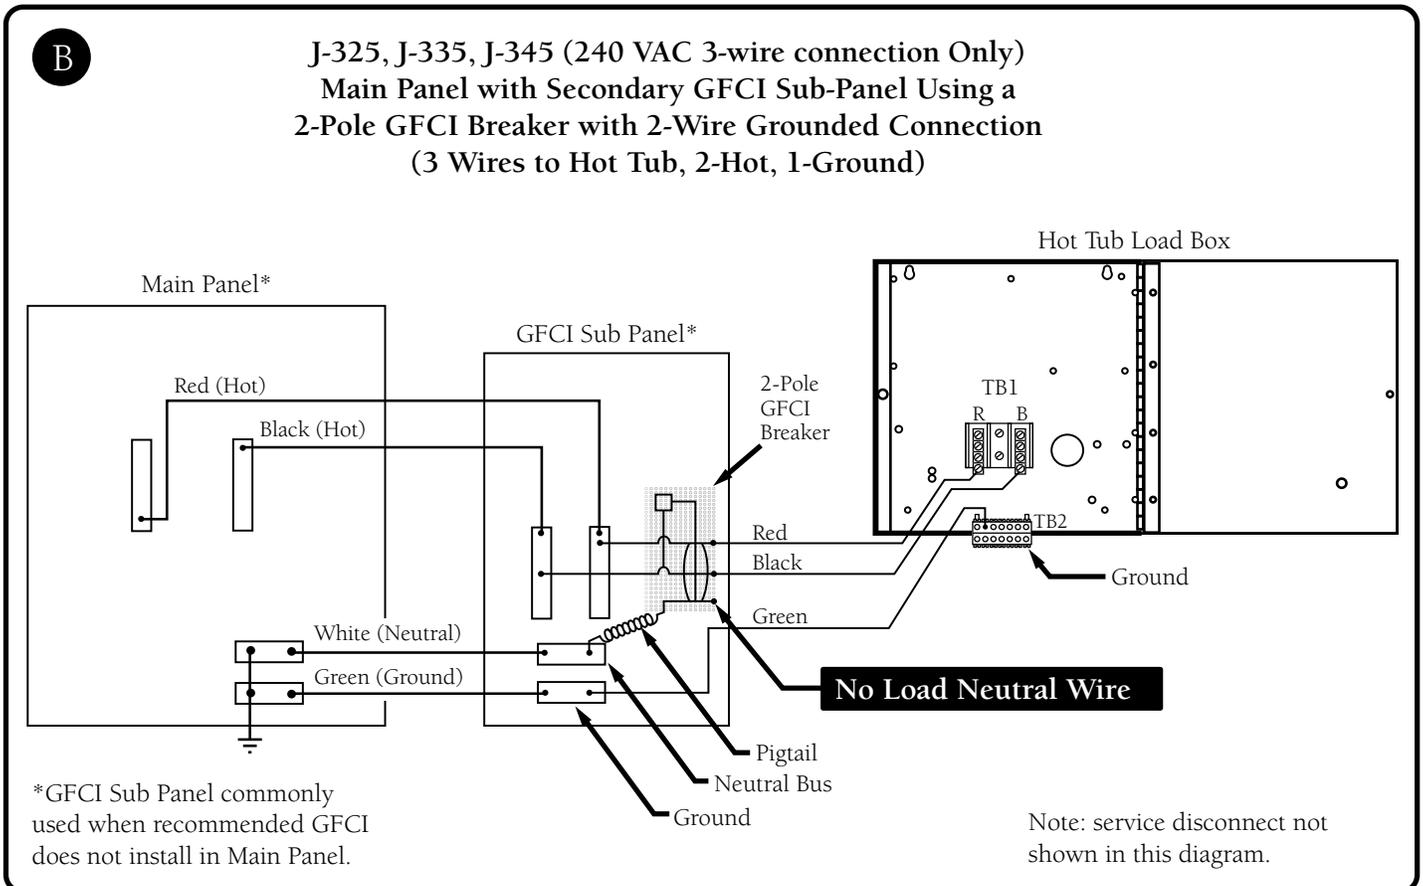 B
J-325, J-335, J-345 (240 VAC 3-wire connection Only)
Main Panel with Secondary GFCI Sub-Panel Using a
2-Pole GFCI Breaker with 2-Wire Grounded Connection
(3 Wires to Hot Tub, 2-Hot, 1-Ground)
Hot Tub Load Box
Main Panel*
GFCI Sub Panel*
Red (Hot)
Black (Hot)
2-Pole
GFCI
Breaker
TB1
R B
TB2
Red
Black
Ground
Green
White (Neutral)
Green (Ground)
No Load Neutral Wire
Pigtail
Neutral Bus
Ground
*GFCI Sub Panel commonly
used when recommended GFCI
does not install in Main Panel.
Note: service disconnect not
shown in this diagram.